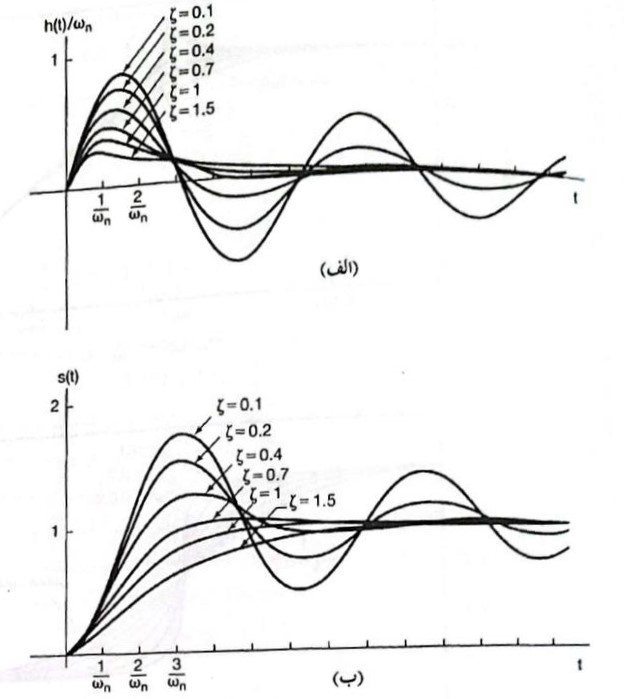 h(t)/ωn
ζ=0.1
ζ=0.2
ζ=0.4
ζ=0.7
ζ=1
ζ=1.5
1
1/ωn 2/ωn
t
(الف)
s(t)
2
ζ=0.1
ζ=0.2
ζ=0.4
ζ=0.7
ζ=1
ζ=1.5
1
1/ωn 2/ωn 3/ωn
t
(ب)